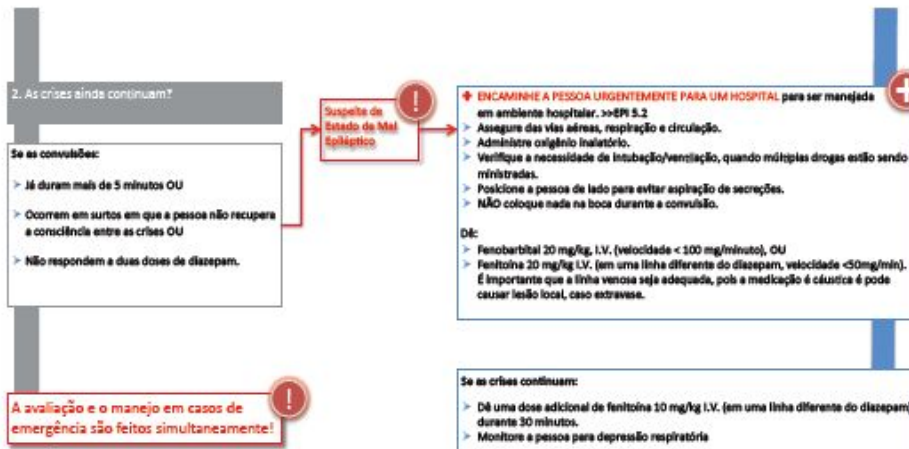 2. As crises ainda continuam?
Se as convulsões:
➤ Já duram mais de 5 minutos OU
➤ Ocorrem em surtos em que a pessoa não recupera
a consciência entre as crises OU
➤ Não respondem a duas doses de diazepam.
!
Suspeita de
Estado de Mal
Epiléptico
ENCAMINHE A PESSOA URGENTEMENTE PARA UM HOSPITAL para ser manejada
em ambiente hospitalar. >>EPI 5.2
➤ Assegure das vias aéreas, respiração e circulação.
➤ Administre oxigênio inalatório.
➤ Verifique a necessidade de intubação/ventilação, quando múltiplas drogas estão sendo
ministradas.
➤ Posicione a pessoa de lado para evitar aspiração de secreções.
➤ NÃO coloque nada na boca durante a convulsão.
Dê:
➤ Fenobarbital 20 mg/kg, I.V. (velocidade < 100 mg/minuto), OU
➤ Fenitoína 20 mg/kg I.V. (em uma linha diferente do diazepam, velocidade <50mg/min).
É importante que a linha venosa seja adequada, pois a medicação é cáustica é pode
causar lesão local, caso extravase.
A avaliação e o manejo em casos de
emergência são feitos simultaneamente!
!
Se as crises continuam:
➤ Dê uma dose adicional de fenitoína 10 mg/kg I.V. (em uma linha diferente do diazepam)
durante 30 minutos.
➤ Monitore a pessoa para depressão respiratória